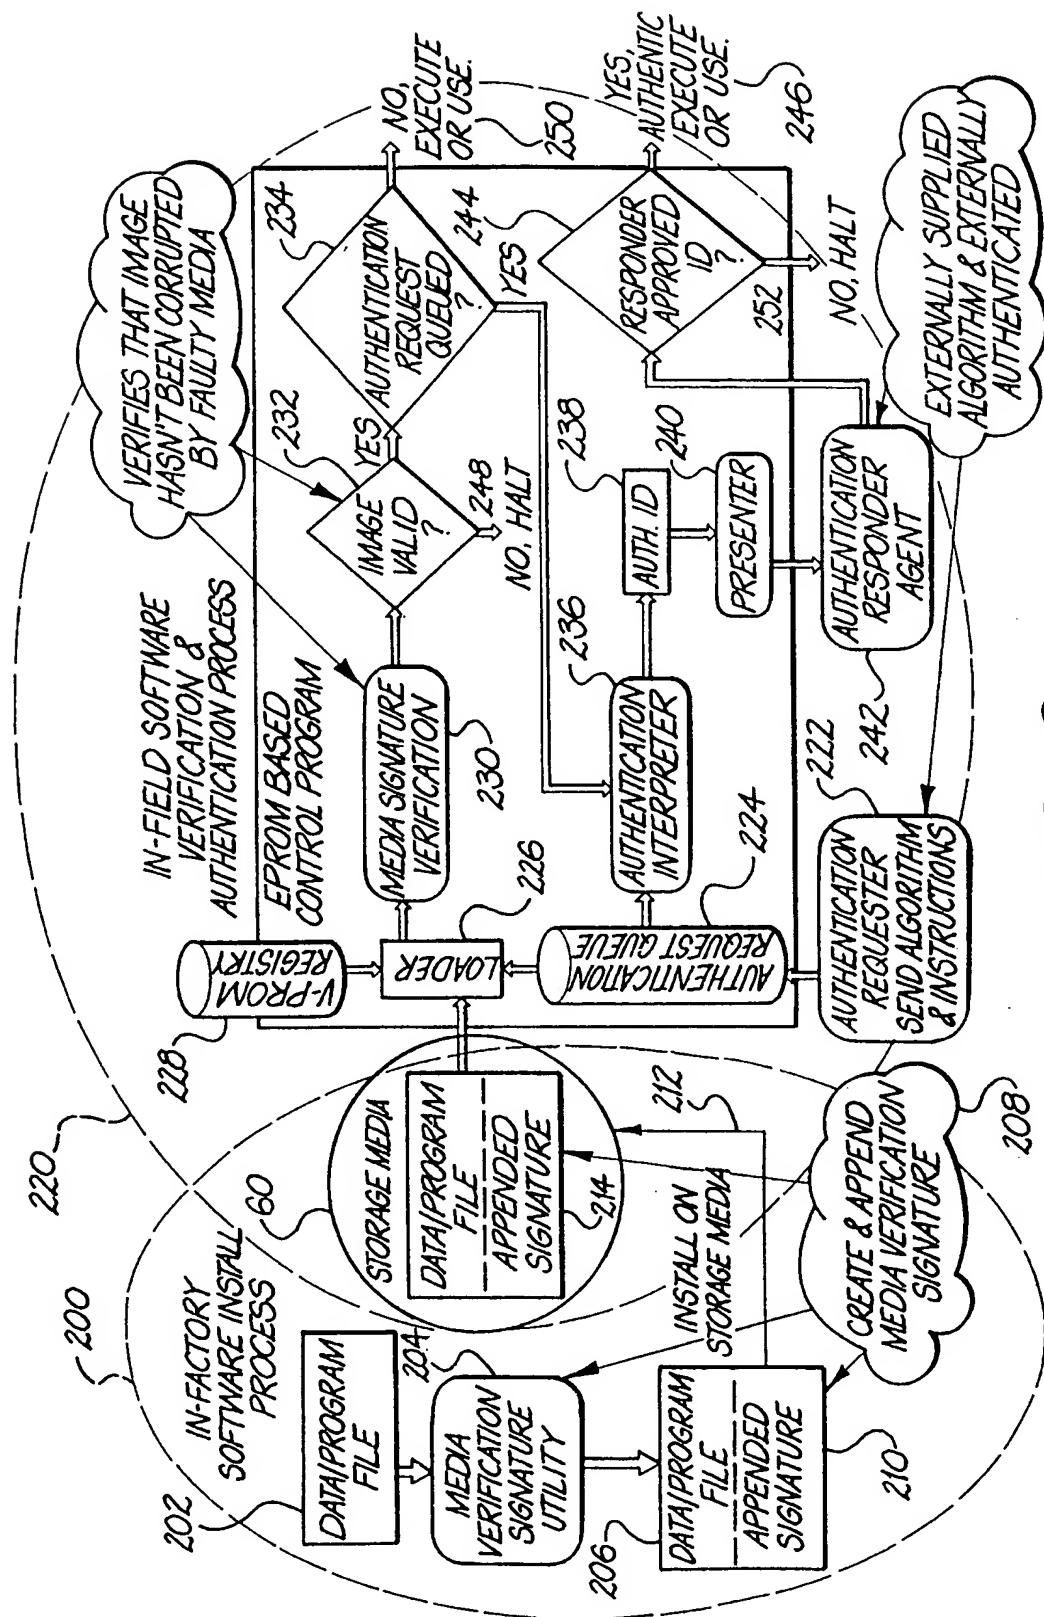 200
IN-FACTORY
SOFTWARE INSTALL
PROCESS
202
DATA/PROGRAM
FILE
204
MEDIA
VERIFICATION
SIGNATURE
UTILITY
206
DATA/PROGRAM
FILE
APPENDED
SIGNATURE
210
INSTALL ON
STORAGE MEDIA
212
CREATE & APPEND
MEDIA VERIFICATION
SIGNATURE
208
60
STORAGE MEDIA
DATA/PROGRAM
FILE
APPENDED
SIGNATURE
214
220
IN-FIELD SOFTWARE
VERIFICATION &
AUTHENTICATION PROCESS
228
V-PROM
REGISTRY
EPROM BASED
CONTROL PROGRAM
LOADER
226
MEDIA SIGNATURE
VERIFICATION
230
VERIFIES THAT IMAGE
HASN'T BEEN CORRUPTED
BY FAULTY MEDIA
232
IMAGE
VALID
?
YES
248
NO, HALT
234
AUTHENTICATION
REQUEST
QUEUED
?
YES
NO,
EXECUTE
OR USE.
250
AUTHENTICATION
REQUEST QUEUE
224
AUTHENTICATION
INTERPRETER
236
AUTH. ID
238
PRESENTER
240
244
RESPONDER
APPROVED
ID
?
YES,
AUTHENTIC
EXECUTE
OR USE.
246
252
NO, HALT
AUTHENTICATION
REQUESTER
SEND ALGORITHM
& INSTRUCTIONS
222
AUTHENTICATION
RESPONDER
AGENT
242
EXTERNALLY SUPPLIED
ALGORITHM & EXTERNALLY
AUTHENTICATED